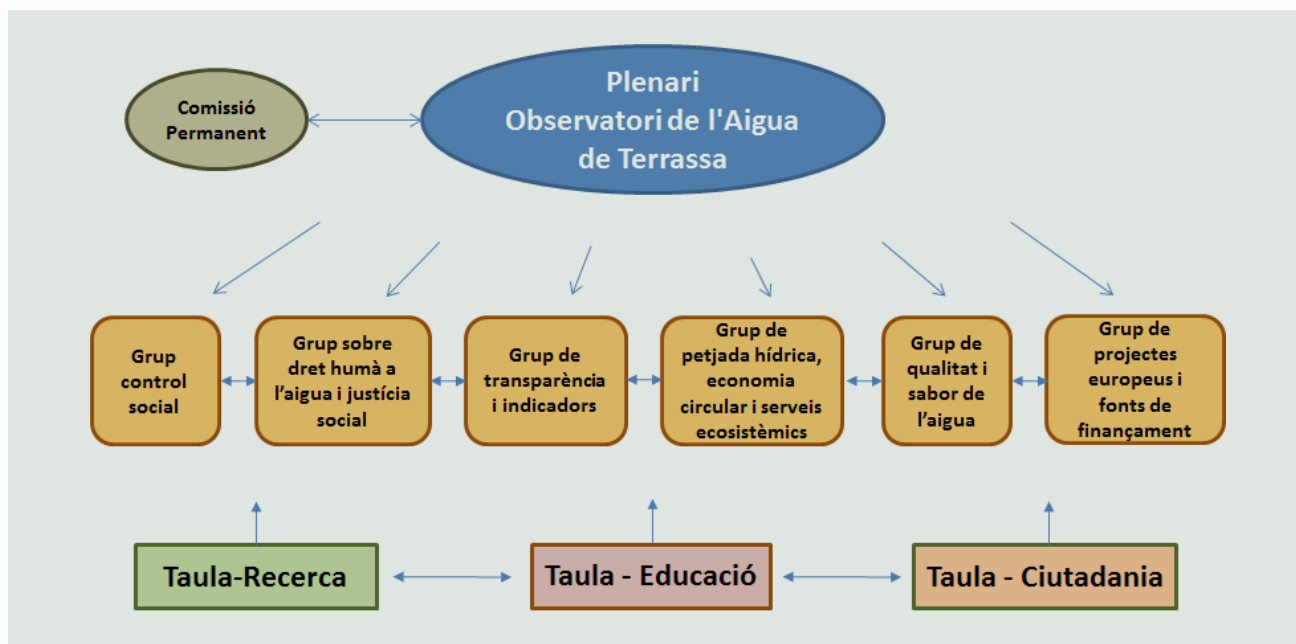 Comissió
Permanent
Plenari
Observatori de l'Aigua
de Terrassa
Grup
control
social
Grup sobre
dret humà a
l’aigua i justícia
social
Grup de
transparència
i indicadors
Grup de
petjada hídrica,
economia
circular i serveis
ecosistèmics
Grup de
qualitat i
sabor de
l’aigua
Grup de
projectes
europeus i
fonts de
finançament
Taula-Recerca
Taula - Educació
Taula - Ciutadania